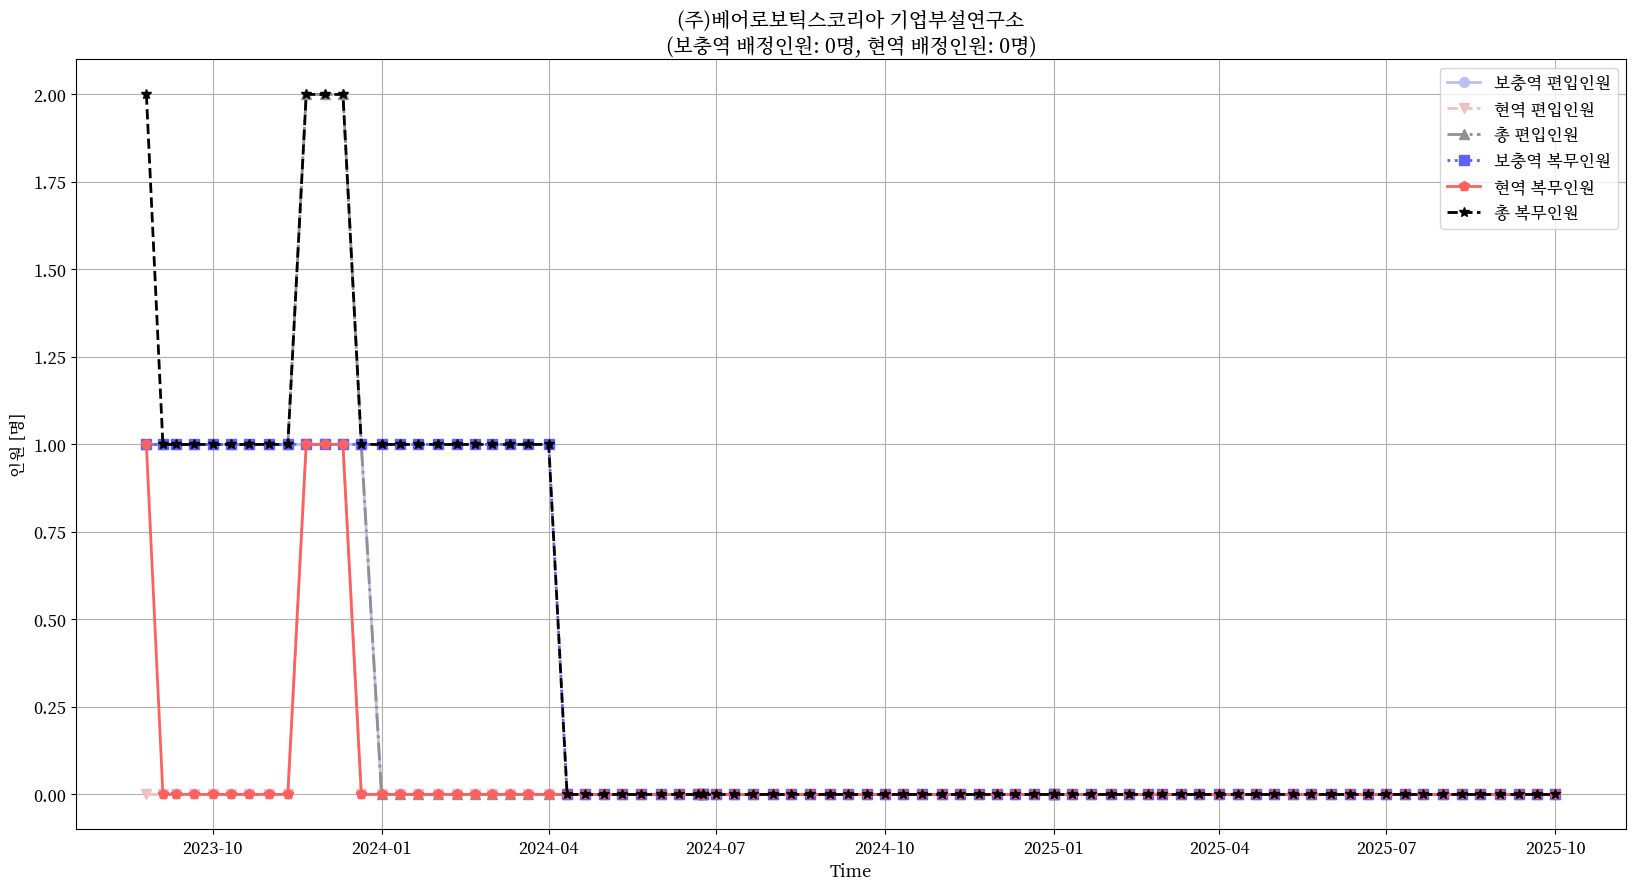 (주)베어로보틱스코리아 기업부설연구소
(보충역 배정인원: 0명, 현역 배정인원: 0명)
보충역 편입인원
현역 편입인원
총 편입인원
보충역 복무인원
현역 복무인원
총 복무인원
인원 [명]
2.00
1.75
1.50
1.25
1.00
0.75
0.50
0.25
0.00
2023-10 2024-01 2024-04 2024-07 2024-10 2025-01 2025-04 2025-07 2025-10
Time